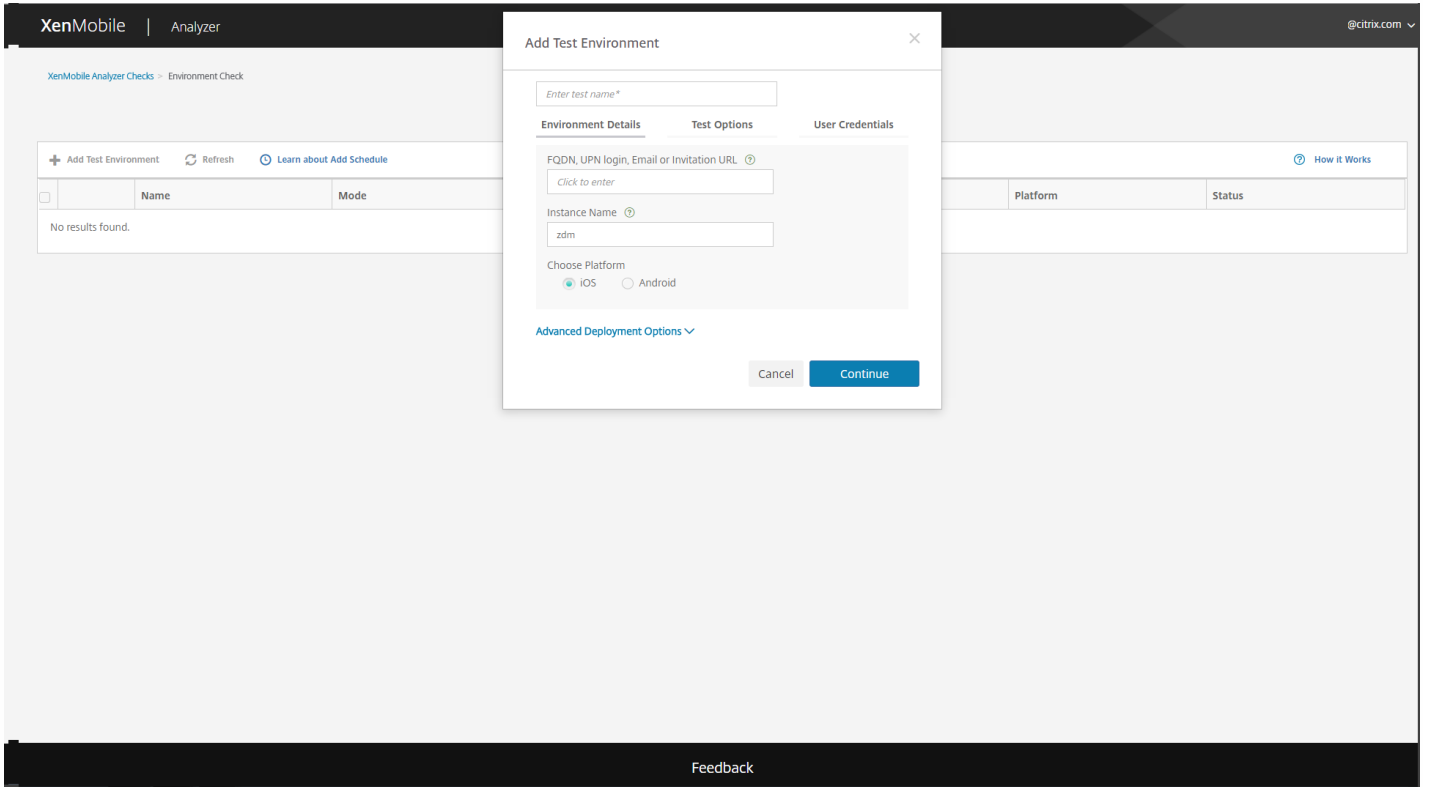 XenMobile | Analyzer
@citrix.com
XenMobile Analyzer Checks > Environment Check
Add Test Environment
Enter test name*
Environment Details Test Options User Credentials
FQDN, UPN login, Email or Invitation URL
Click to enter
Instance Name
zdm
Choose Platform
iOS Android
Advanced Deployment Options
Cancel Continue
Add Test Environment Refresh Learn about Add Schedule
How it Works
Name Mode Platform Status
No results found.
Feedback